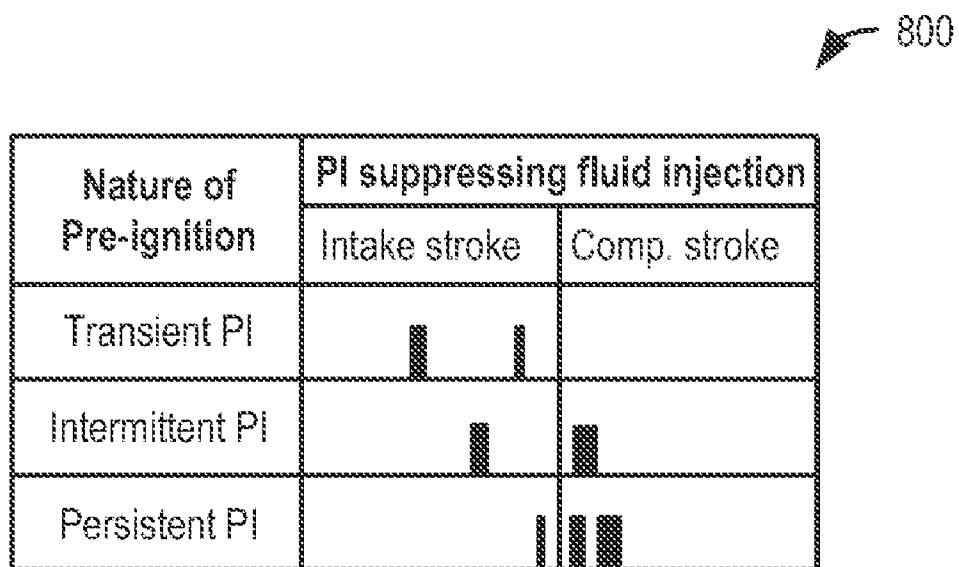 800
Nature of
Pre-ignition
PI suppressing fluid injection
Intake stroke
Comp. stroke
Transient PI
Intermittent PI
Persistent PI